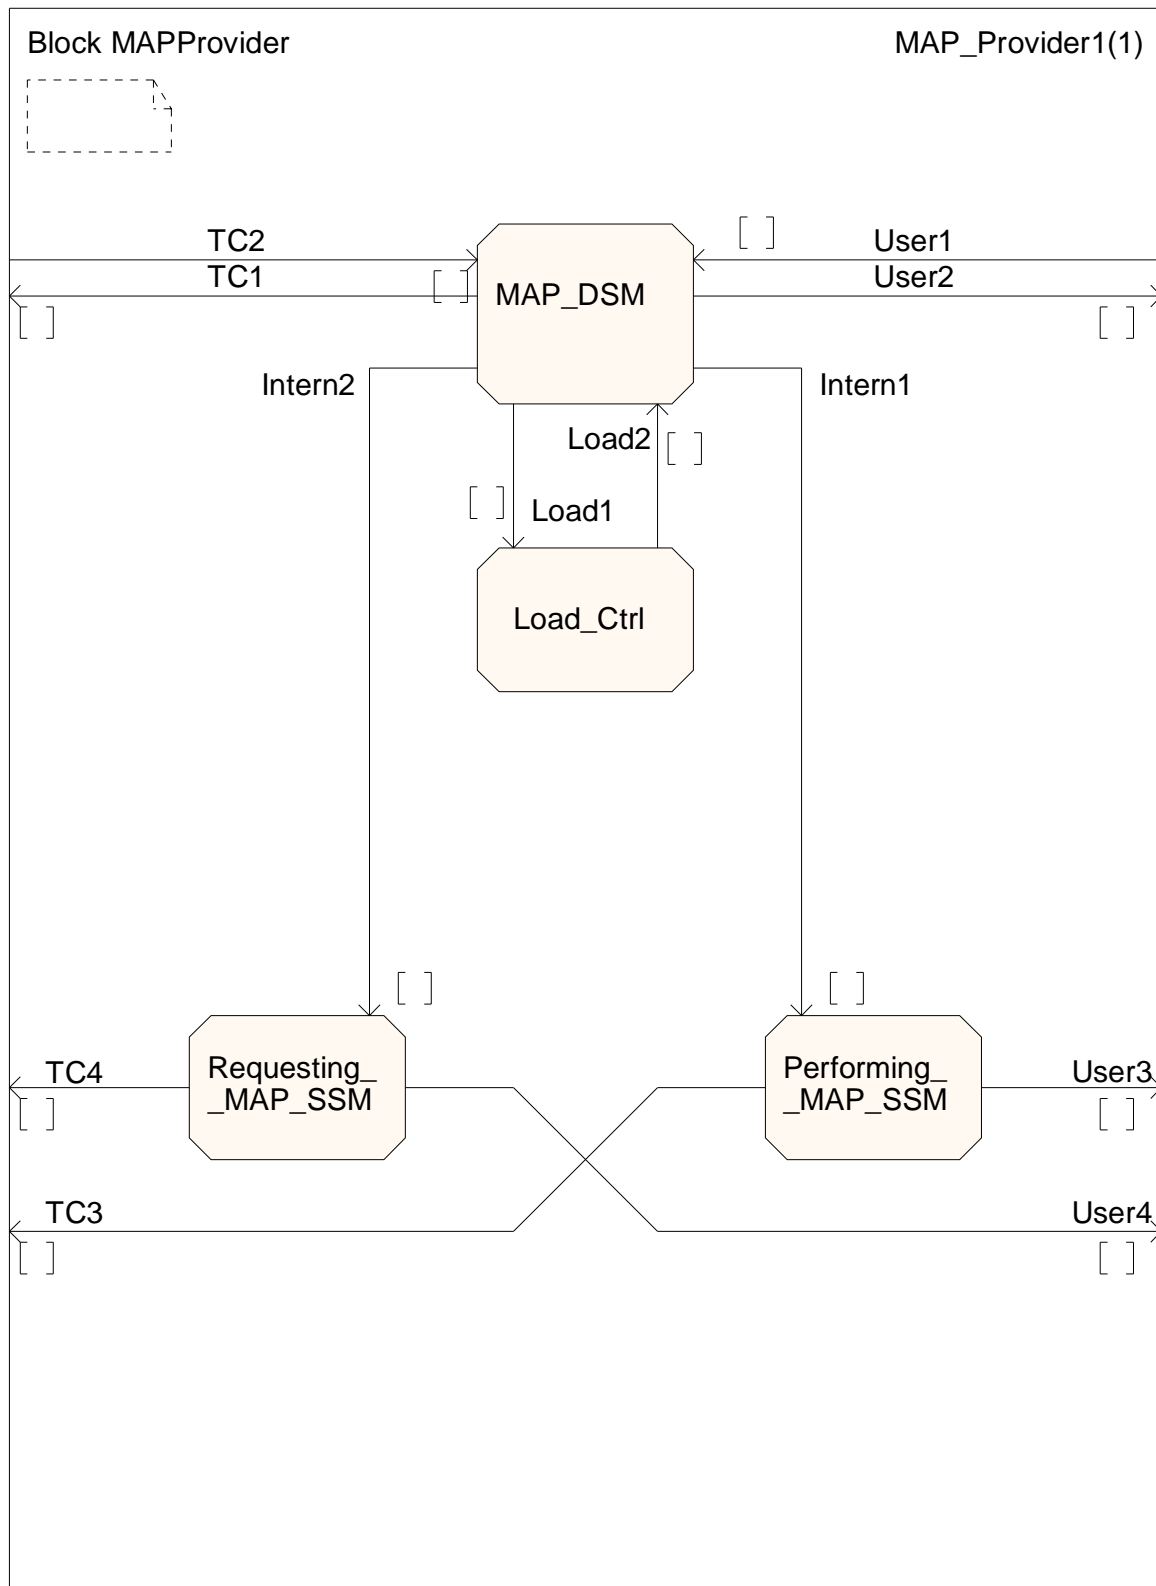 Block MAPProvider
MAP_Provider1(1)
TC2
User1
TC1
User2
MAP_DSM
Intern2
Intern1
Load2
Load1
Load_Ctrl
TC4
Requesting_
_MAP_SSM
Performing_
_MAP_SSM
User3
TC3
User4